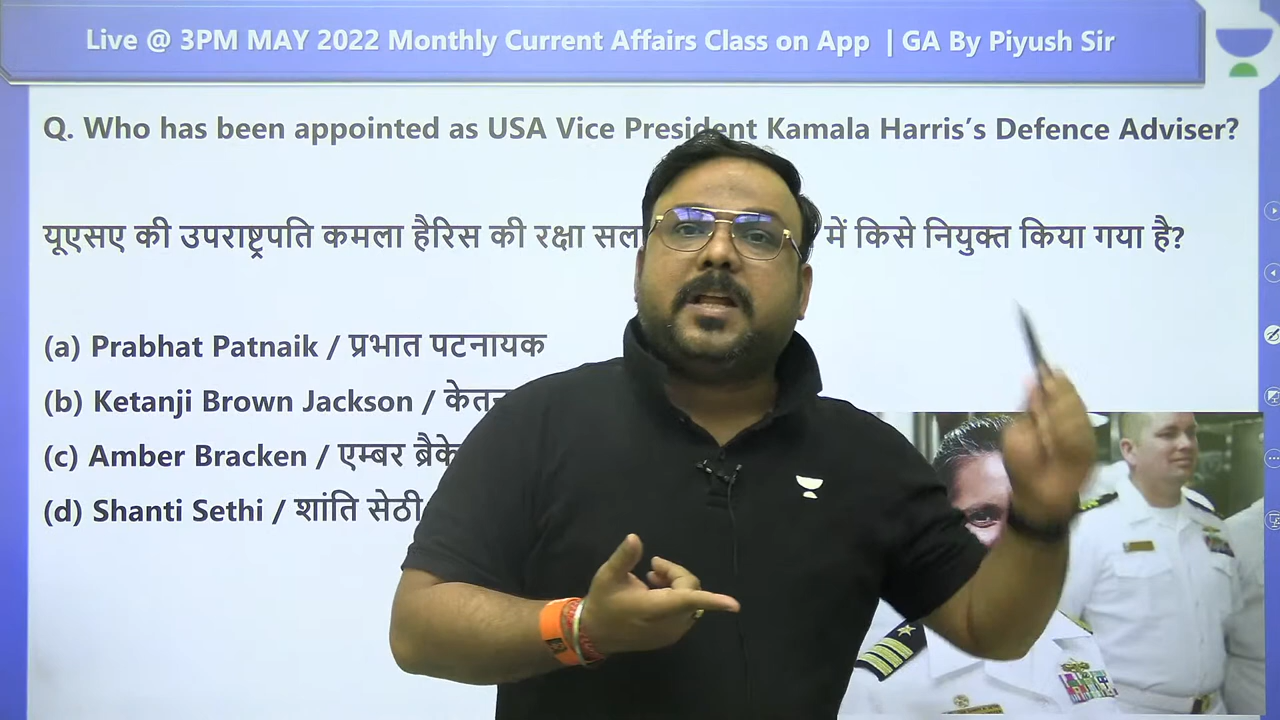 Live @ 3PM MAY 2022 Monthly Current Affairs Class on App | GA By Piyush Sir
Q. Who has been appointed as USA Vice President Kamala Harris's Defence Adviser?
यूएसए की उपराष्ट्रपति कमला हैरिस की रक्षा में किसे नियुक्त किया गया है?
(a) Prabhat Patnaik / प्रभात पटनायक
(b) Ketanji Brown Jackson /
(c) Amber Bracken / एम्बर
(d) Shanti Sethi / शांति सेठी